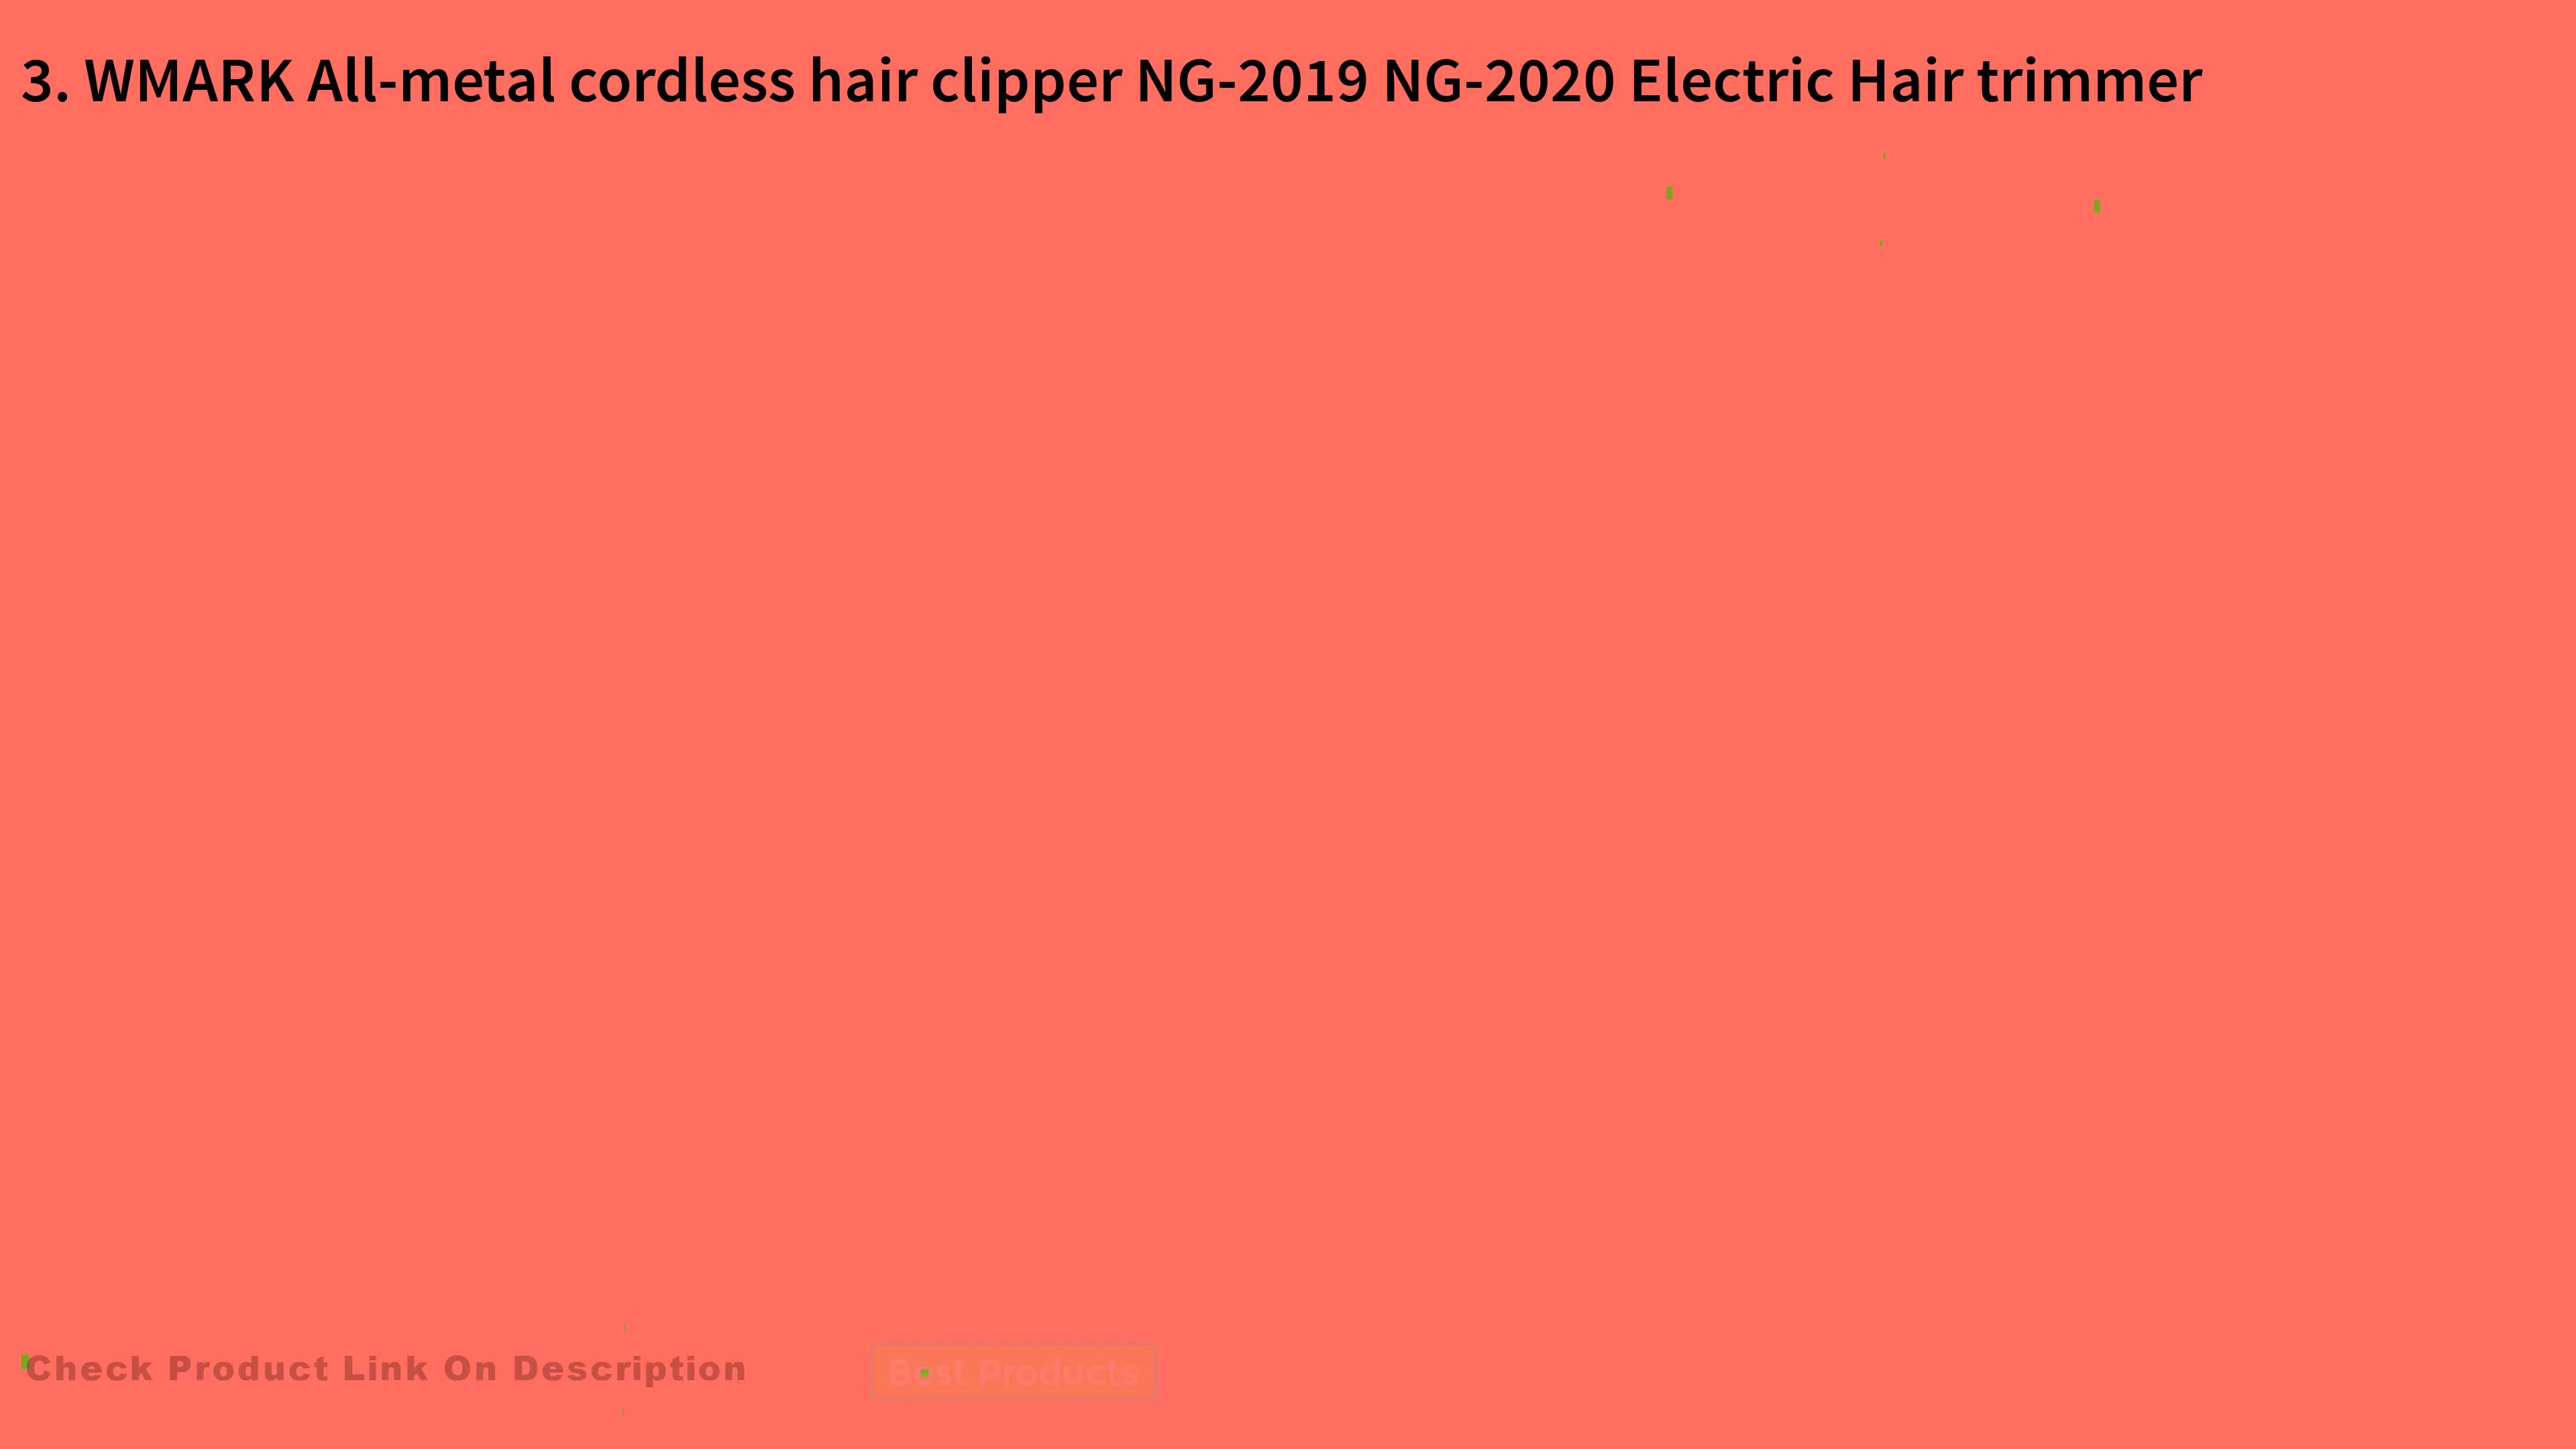 3. WMARK All-metal cordless hair clipper NG-2019 NG-2020 Electric Hair trimmer
Check Product Link On Description
Best Products